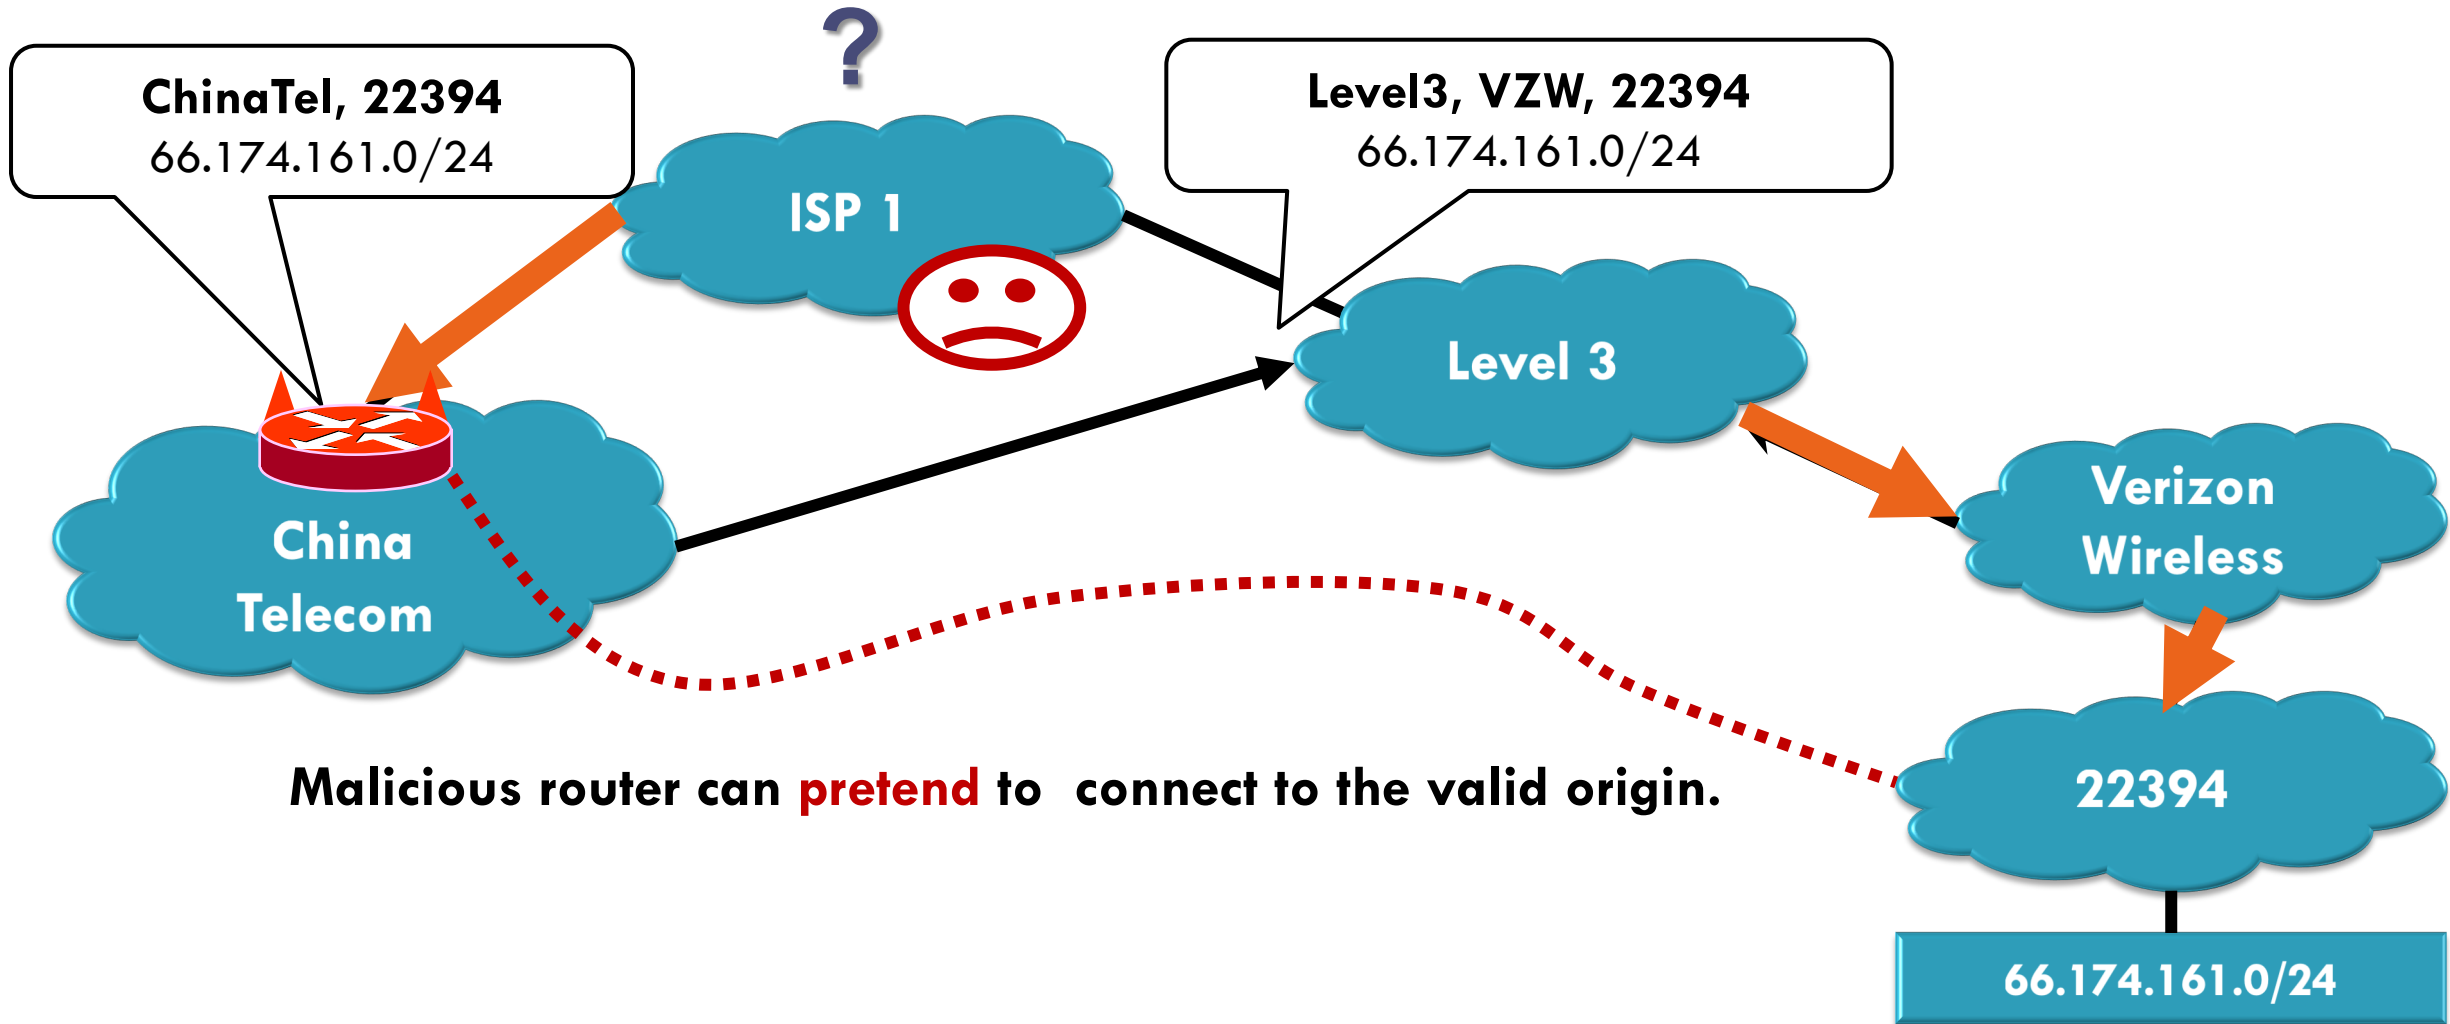 ?
ChinaTel, 22394
66.174.161.0/24
Level3, VZW, 22394
66.174.161.0/24
ISP 1
Level 3
China
Telecom
Verizon
Wireless
Malicious router can pretend to  connect to the valid origin.
22394
66.174.161.0/24